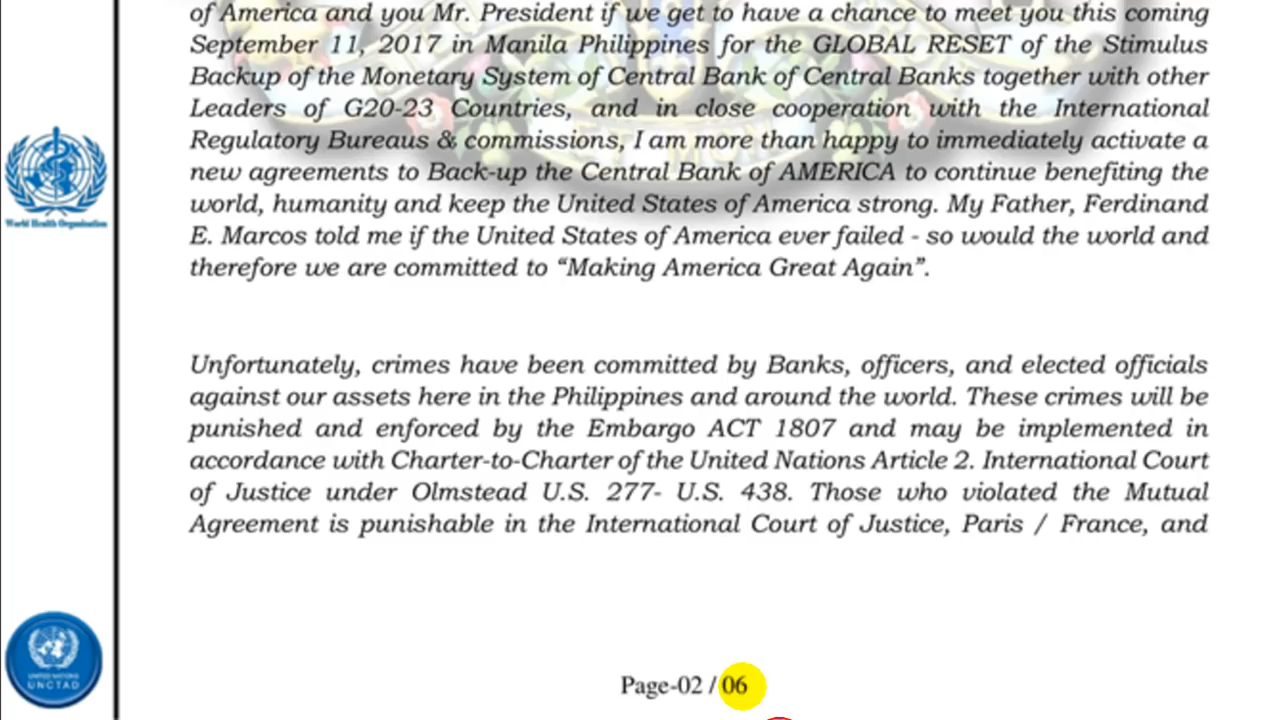 of America and you Mr. President if we get to have a chance to meet you this coming
September 11, 2017 in Manila Philippines for the GLOBAL RESET of the Stimulus
Backup of the Monetary System of Central Bank of Central Banks together with other
Leaders of G20-23 Countries, and in close cooperation with the International
Regulatory Bureaus & commissions, I am more than happy to immediately activate a
new agreements to Back-up the Central Bank of AMERICA to continue benefiting the
world, humanity and keep the United States of America strong. My Father, Ferdinand
E. Marcos told me if the United States of America ever failed - so would the world and
therefore we are committed to “Making America Great Again”.
World Health Organisation
Unfortunately, crimes have been committed by Banks, officers, and elected officials
against our assets here in the Philippines and around the world. These crimes will be
punished and enforced by the Embargo ACT 1807 and may be implemented in
accordance with Charter-to-Charter of the United Nations Article 2. International Court
of Justice under Olmstead U.S. 277- U.S. 438. Those who violated the Mutual
Agreement is punishable in the International Court of Justice, Paris / France, and
UNITED NATIONS
UNCTAD
Page-02 / 06